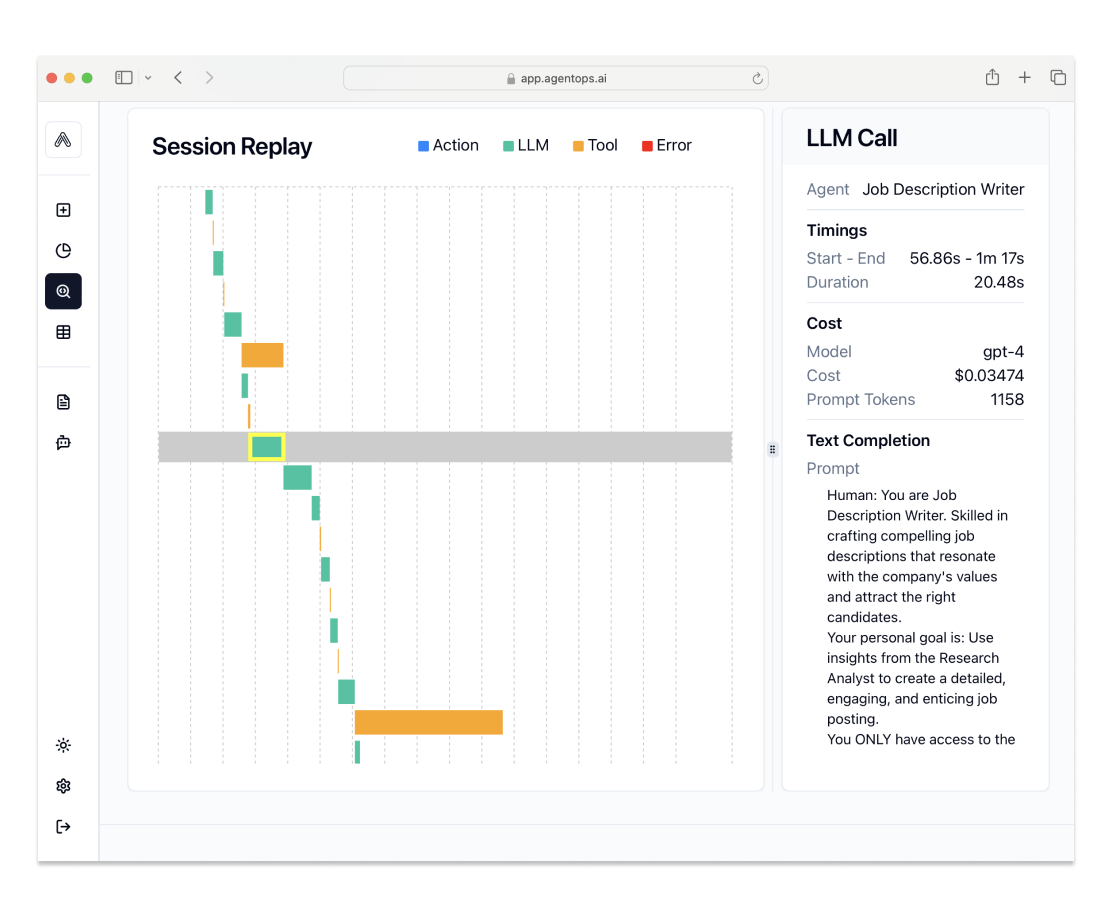 app.agentops.ai
Session Replay
Action
LLM
Tool
Error
LLM Call
Agent Job Description Writer
Timings
Start - End 56.86s - 1m 17s
Duration 20.48s
Cost
Model gpt-4
Cost $0.03474
Prompt Tokens 1158
Text Completion
Prompt
Human: You are Job
Description Writer. Skilled in
crafting compelling job
descriptions that resonate
with the company's values
and attract the right
candidates.
Your personal goal is: Use
insights from the Research
Analyst to create a detailed,
engaging, and enticing job
posting.
You ONLY have access to the